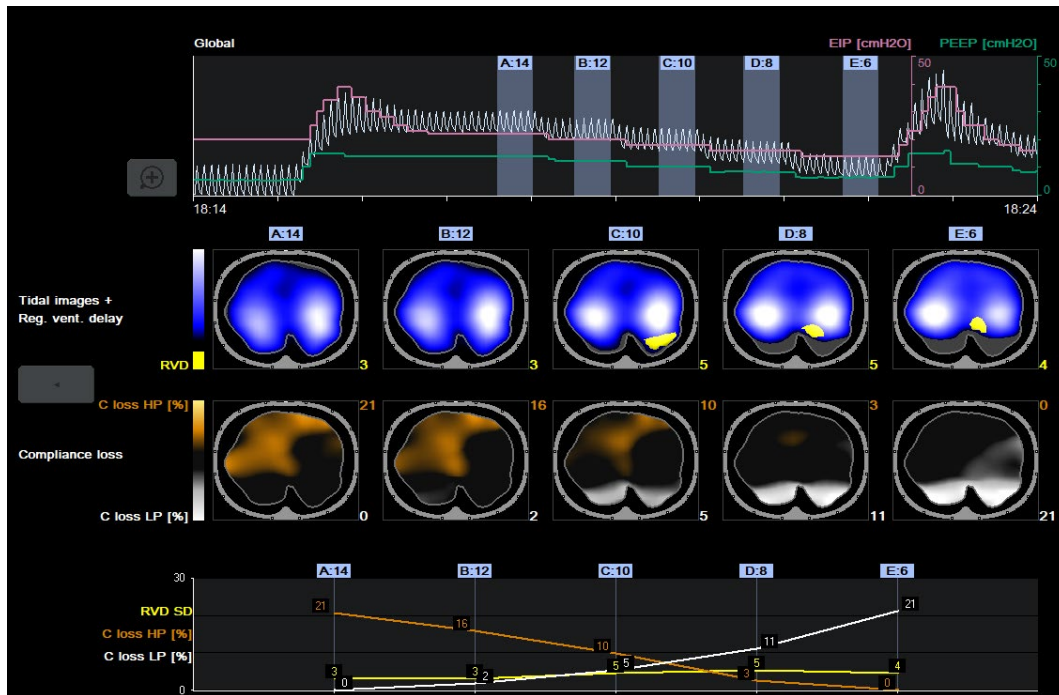 Global EIP [cmH2O] PEEP [cmH2O]
A:14 B:12 C:10 D:8 E:6
50 50
0 0
18:14 18:24
A:14 B:12 C:10 D:8 E:6
Tidal images +
Reg. vent. delay
RVD 3 3 5 5 4
C loss HP [%] 21 16 10 3 0
Compliance loss
C loss LP [%] 0 2 5 11 21
A:14 B:12 C:10 D:8 E:6
30
RVD SD
C loss HP [%]
C loss LP [%]
0
21 16 10 3 0
3 3 5 5 4
0 2 5 11 21